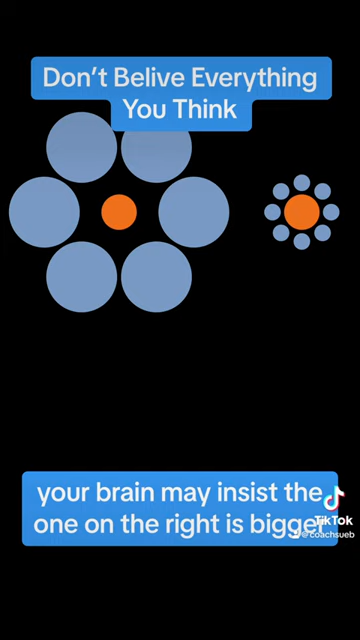 Don't Belive Everything
You Think
your brain may insist the
one on the right is bigger
TikTok
@coachsueb